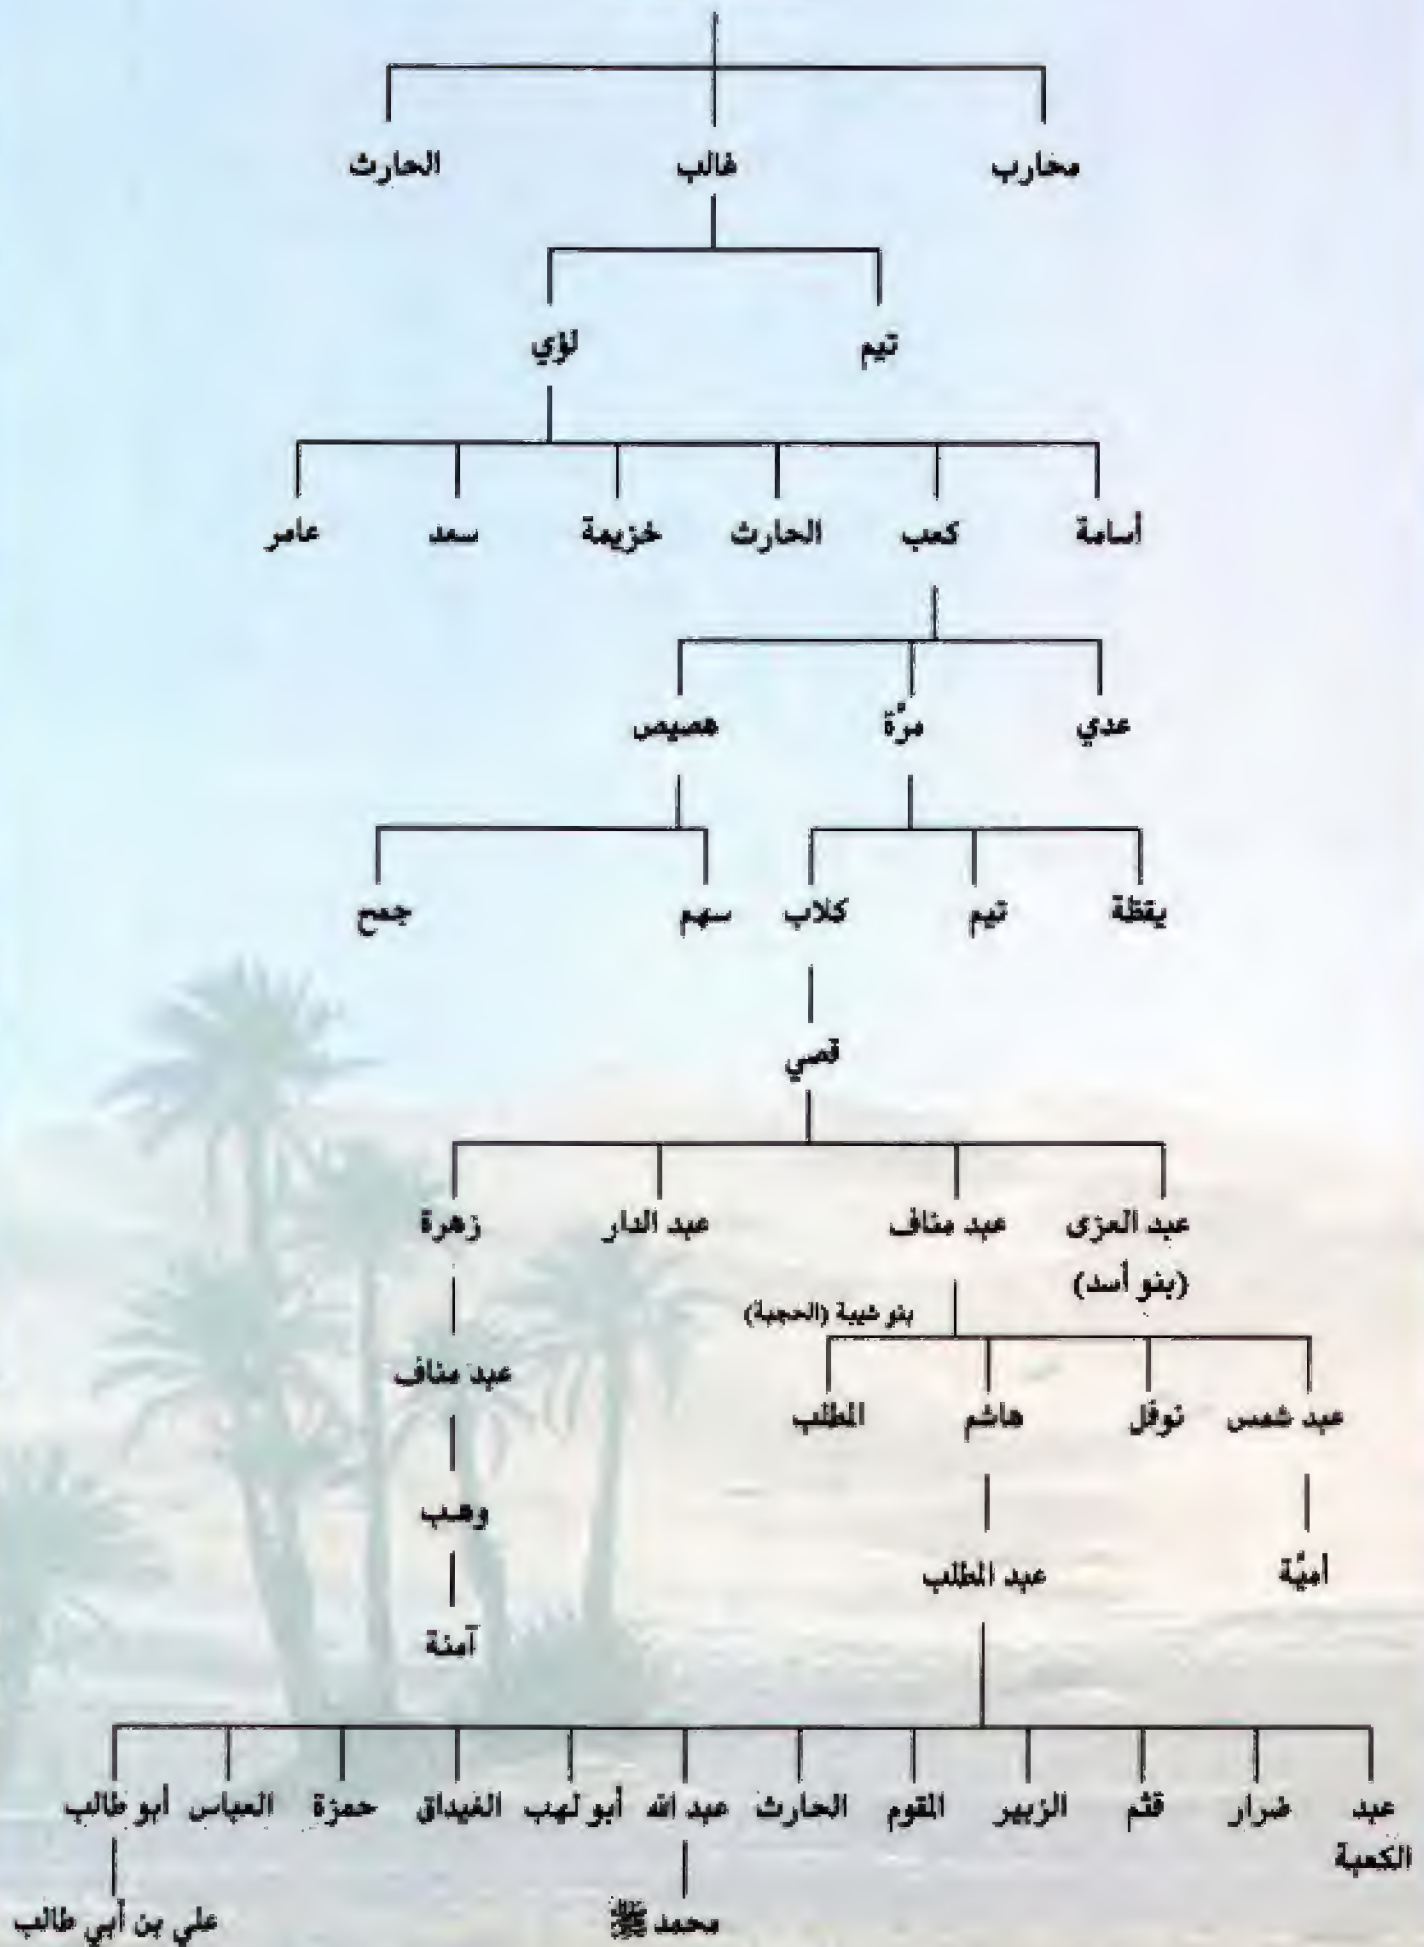 محارب غالب الحارث
تيم لؤي
أسامة كعب الحارث خزيمة سعد عامر
عدي مرَّة هصيص
يقظة تيم كلاب سهم جمح
قصي
عبد العزى عبد مناف عبد الدار زهرة
(بنو أسد)
بنو شيبة (الحجبة)
عبد مناف
عبد شمس نوفل هاشم المطلب
وهب
أميَّة عبد المطلب
آمنة
عبد الكعبة ضرار قثم الزبير المقوم الحارث عبد الله أبو لهب الغيداق حمزة العباس أبو طالب
محمد ﷺ علي بن أبي طالب